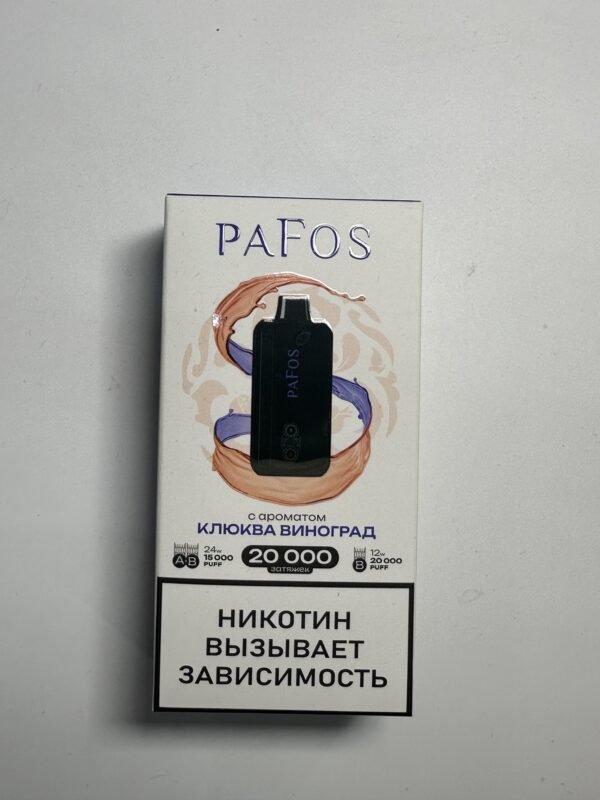 PAFOS
PAFOS
с ароматом
КЛЮКВА ВИНОГРАД
24w
15 000
PUFF
A·B
20 000
затяжек
12w
20 000
PUFF
B
НИКОТИН
ВЫЗЫВАЕТ
ЗАВИСИМОСТЬ